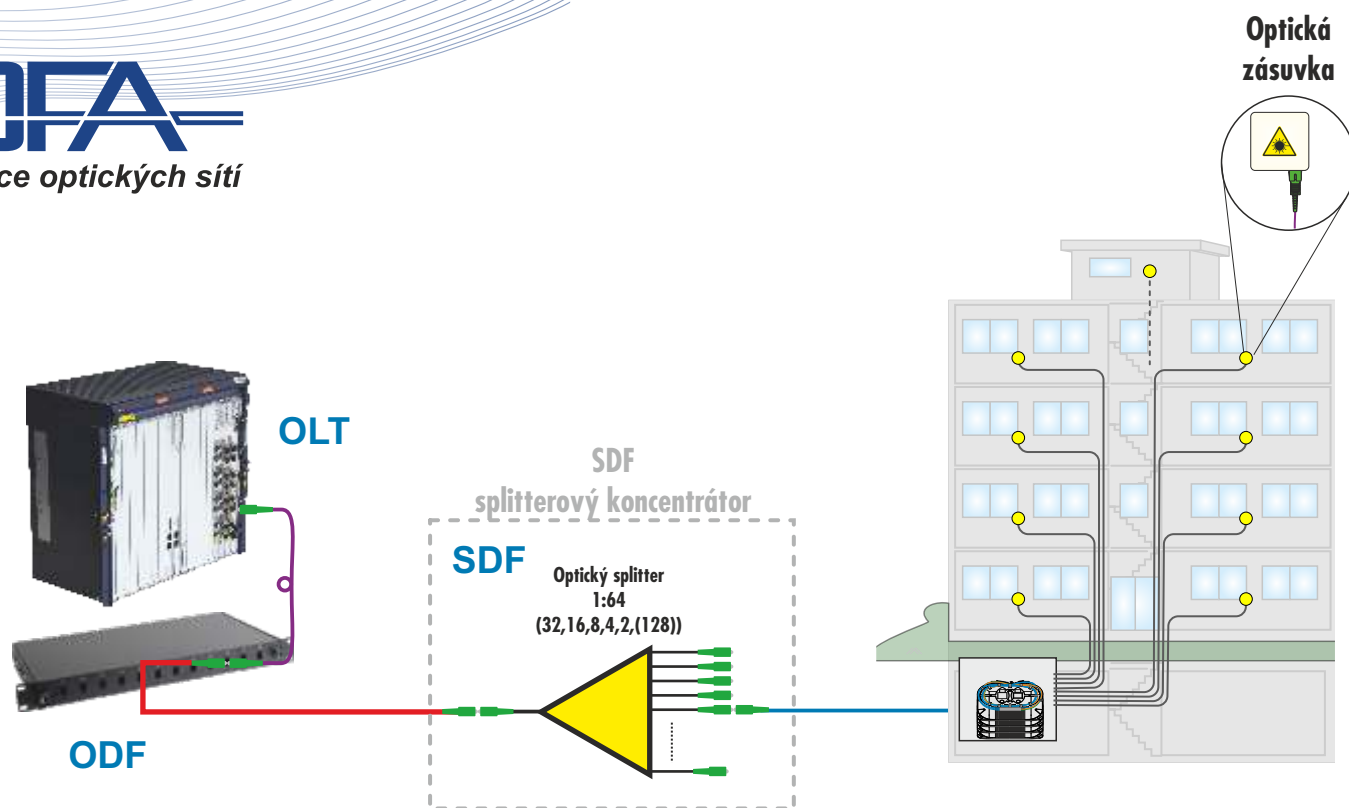 Optická
zásuvka
OFA
ce optických sítí
OLT
SDF
splitterový koncentrátor
SDF
Optický splitter
1:64
(32,16,8,4,2,(128))
ODF